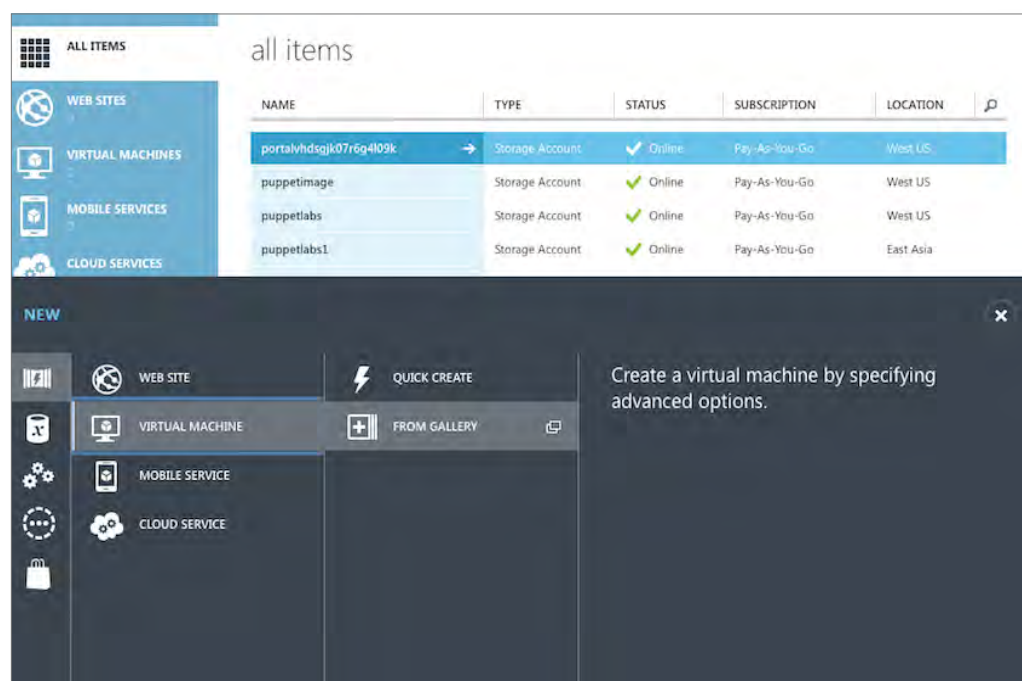 ALL ITEMS
WEB SITES
VIRTUAL MACHINES
MOBILE SERVICES
CLOUD SERVICES
all items
NAME TYPE STATUS SUBSCRIPTION LOCATION
portalvhdsgjk07r6g4l09k Storage Account Online Pay-As-You-Go West US
puppetimage Storage Account Online Pay-As-You-Go West US
puppetlabs Storage Account Online Pay-As-You-Go West US
puppetlabs1 Storage Account Online Pay-As-You-Go East Asia
NEW
WEB SITE
VIRTUAL MACHINE
MOBILE SERVICE
CLOUD SERVICE
QUICK CREATE
FROM GALLERY
Create a virtual machine by specifying
advanced options.